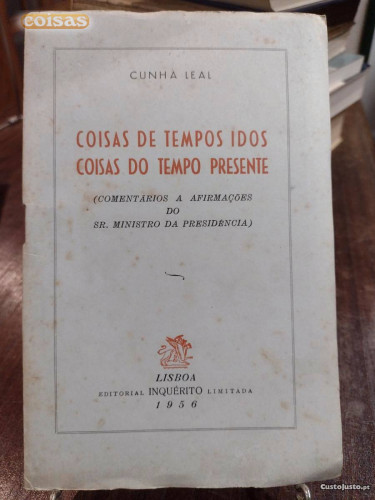 coisas
CUNHA LEAL
COISAS DE TEMPOS IDOS
COISAS DO TEMPO PRESENTE
(COMENTÁRIOS A AFIRMAÇÕES
DO
SR. MINISTRO DA PRESIDÊNCIA)
LISBOA
EDITORIAL INQUÉRITO LIMITADA
1956
CustoJusto.pt